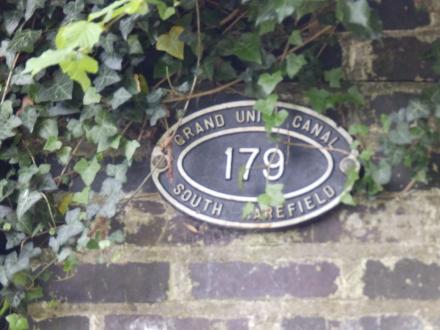 GRAND UNION CANAL
179
SOUTH HAREFIELD